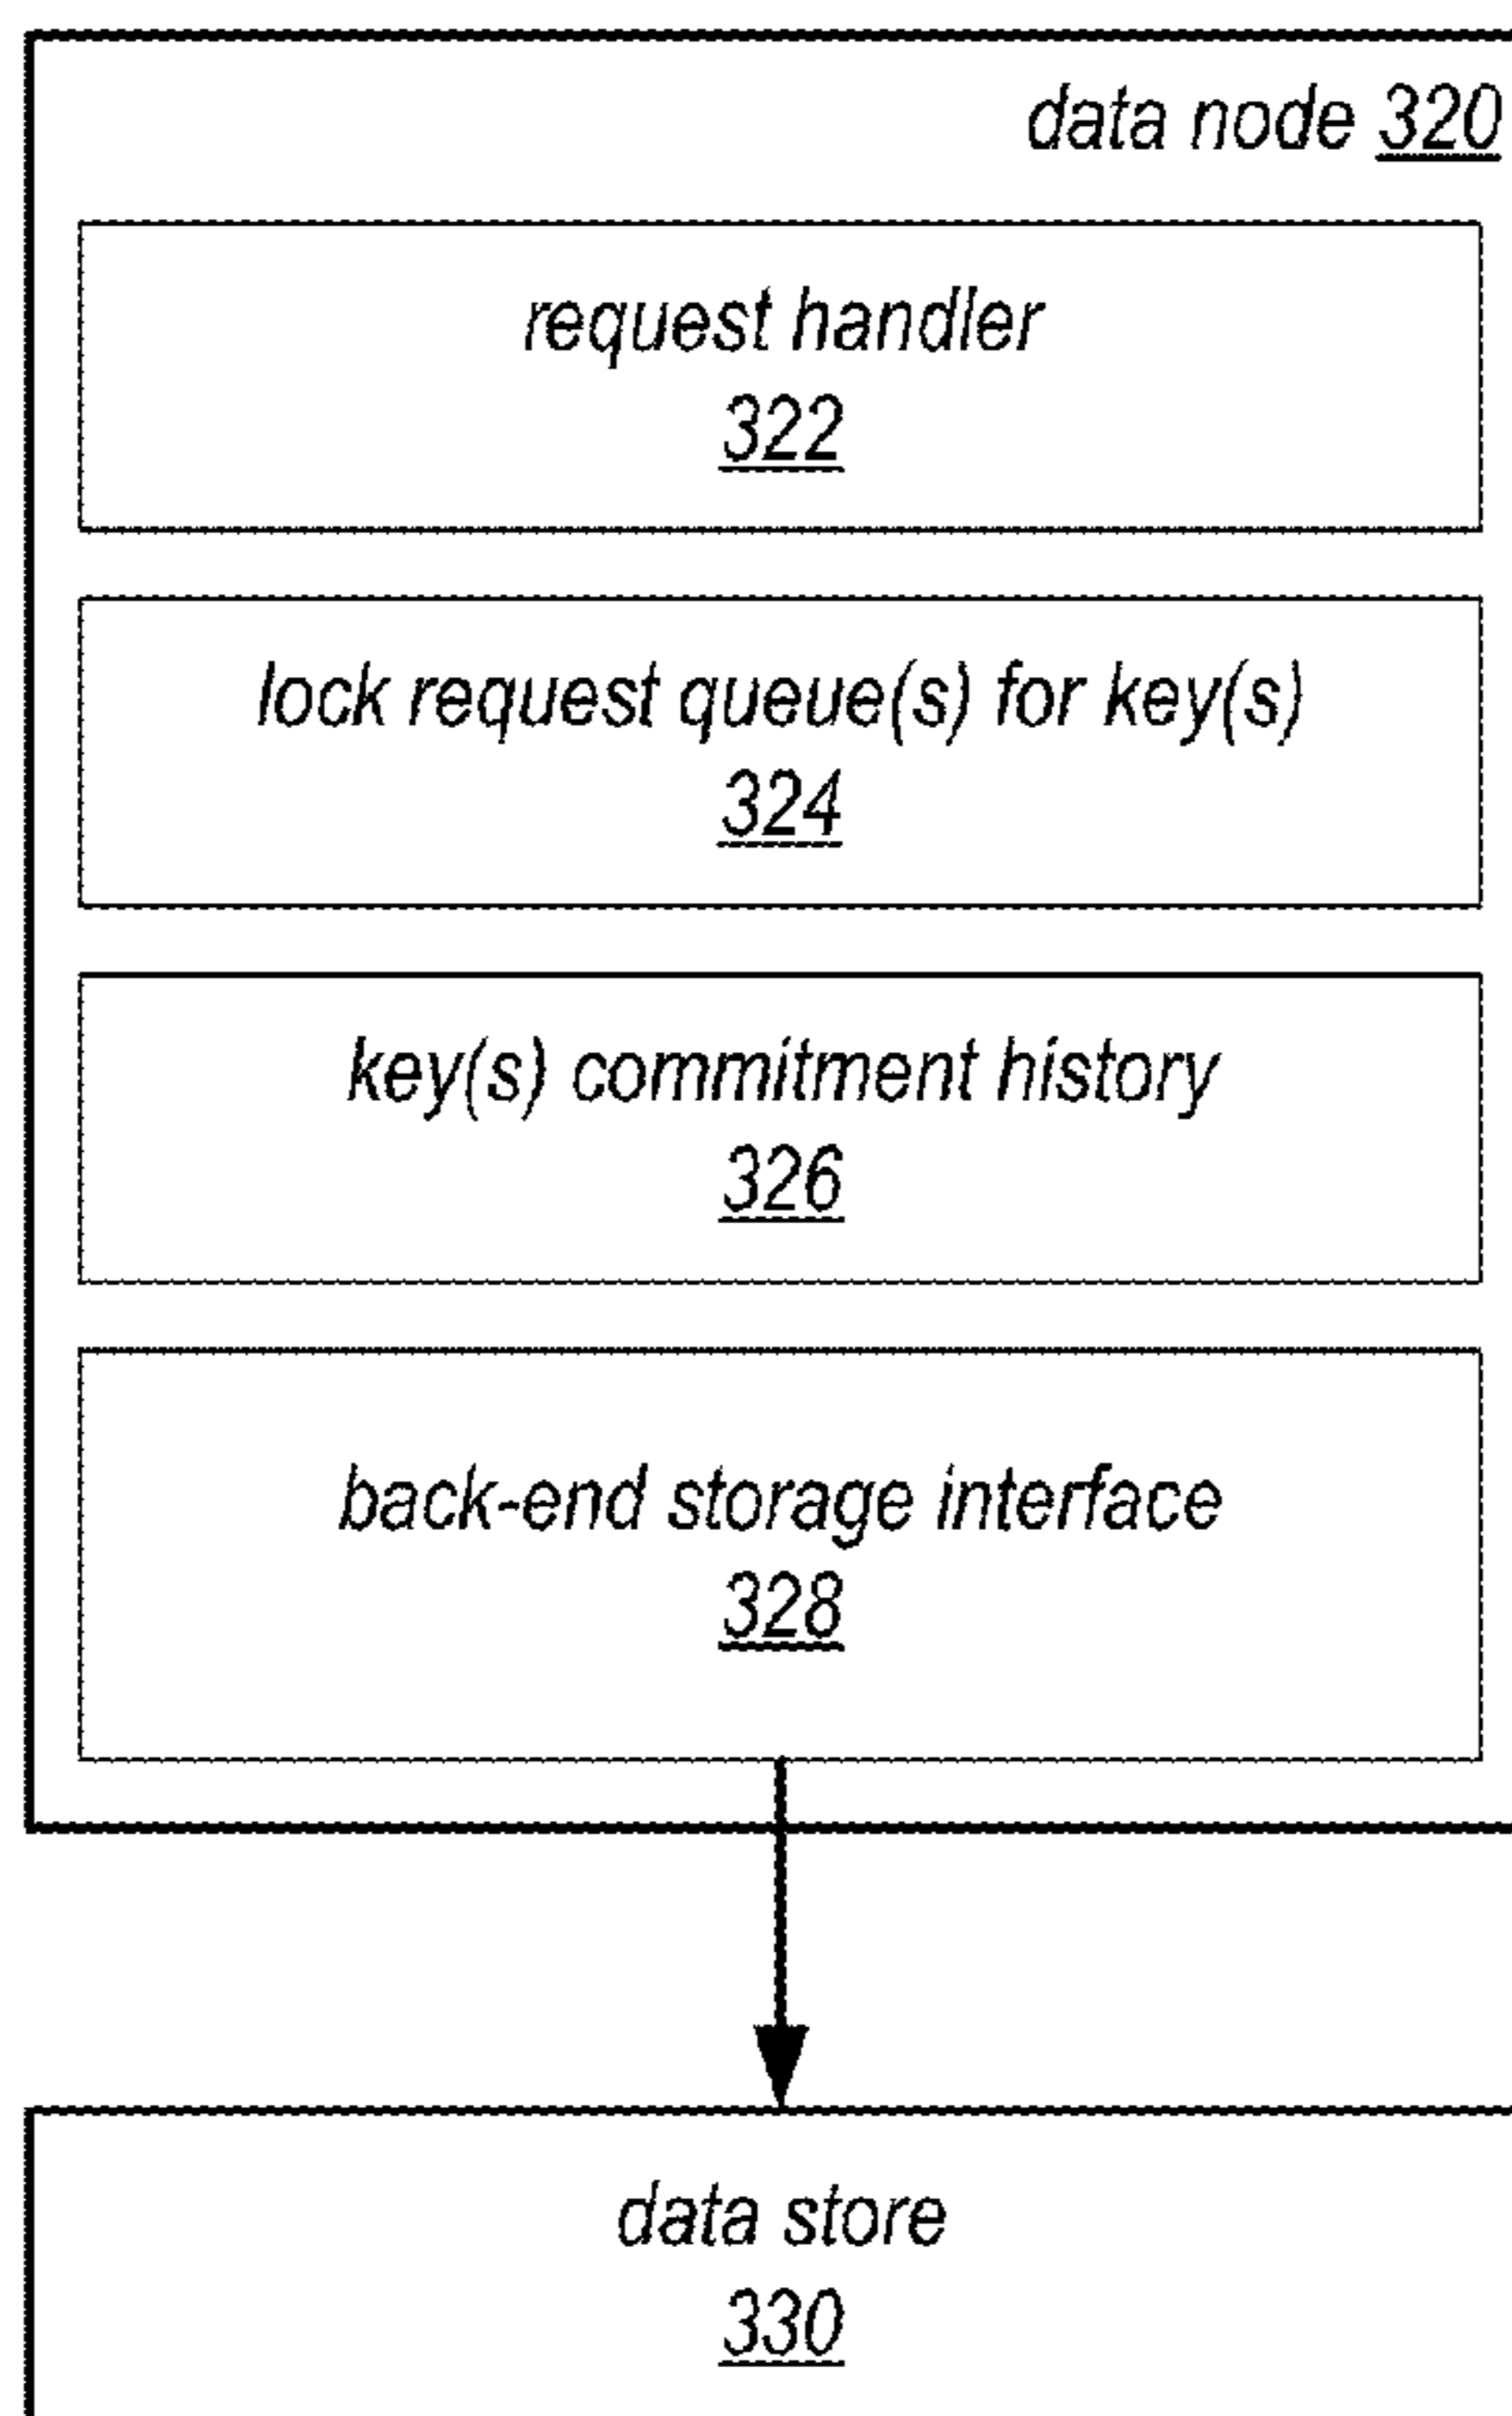 data node 320
request handler
322
lock request queue(s) for key(s)
324
key(s) commitment history
326
back-end storage interface
328
data store
330